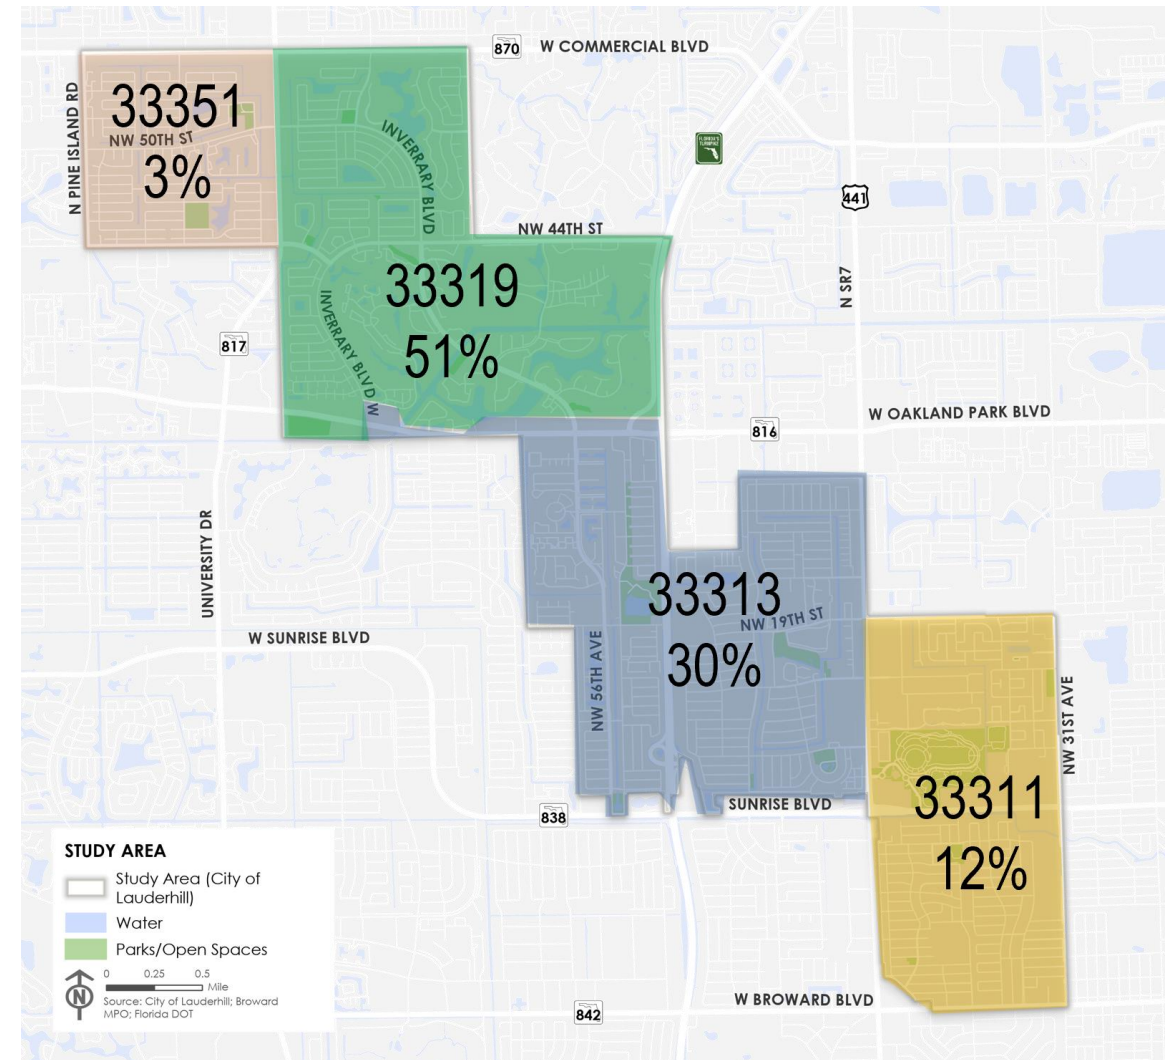 870
W COMMERCIAL BLVD
N PINE ISLAND RD
33351
NW 50TH ST
3%
INVERRARY BLVD
FLORIDA'S
TURNPIKE
441
NW 44TH ST
33319
51%
N SR7
INVERRARY BLVD W
817
W OAKLAND PARK BLVD
816
UNIVERSITY DR
33313
NW 19TH ST
30%
W SUNRISE BLVD
NW 56TH AVE
NW 31ST AVE
33311
12%
SUNRISE BLVD
838
STUDY AREA
Study Area (City of
Lauderhill)
Water
Parks/Open Spaces
N
0 0.25 0.5
Mile
Source: City of Lauderhill; Broward
MPO; Florida DOT
W BROWARD BLVD
842